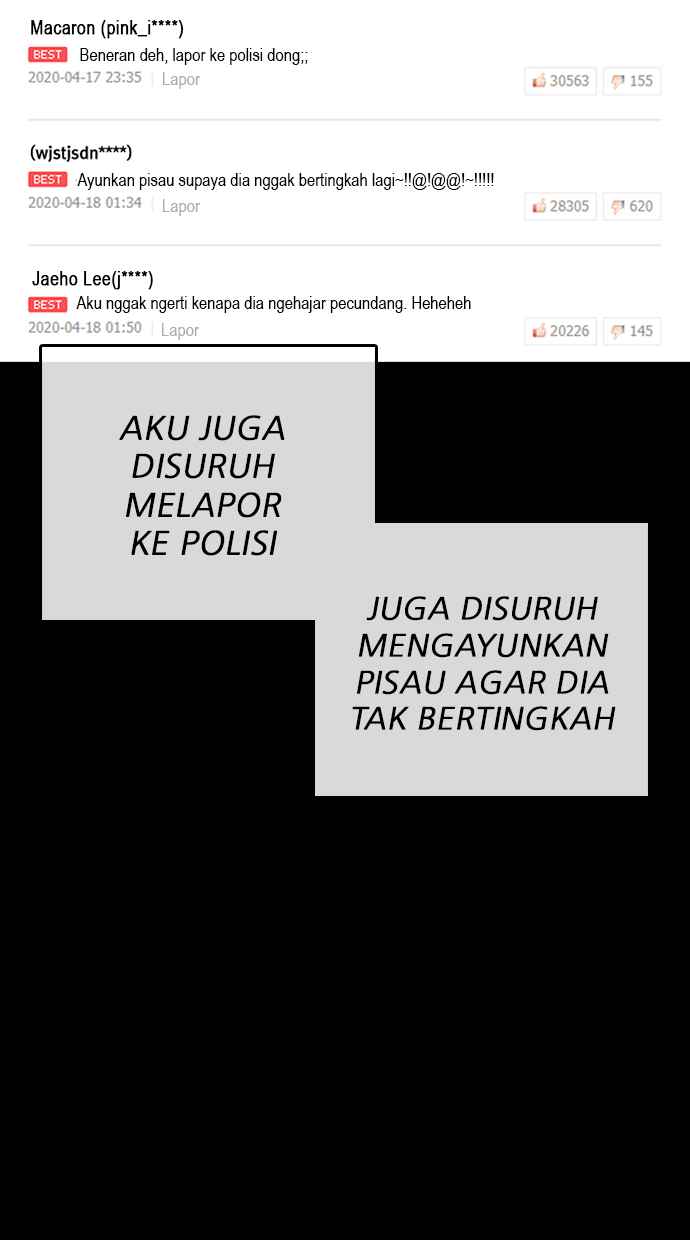 Macaron (pink_i****)
BEST Beneran deh, lapor ke polisi dong;;
2020-04-17 23:35 | Lapor 30563 155
(wjstjsdn****)
BEST Ayunkan pisau supaya dia nggak bertingkah lagi~!!@!@@!~!!!!!
2020-04-18 01:34 | Lapor 28305 620
Jaeho Lee(j****)
BEST Aku nggak ngerti kenapa dia ngehajar pecundang. Heheheh
2020-04-18 01:50 | Lapor 20226 145
AKU JUGA
DISURUH
MELAPOR
KE POLISI
JUGA DISURUH
MENGAYUNKAN
PISAU AGAR DIA
TAK BERTINGKAH